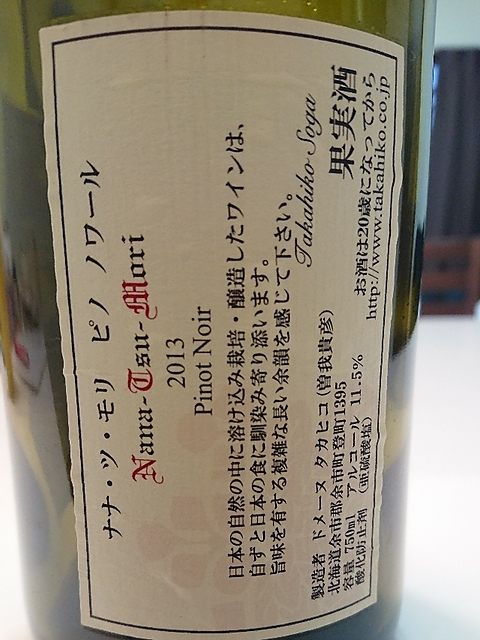 ナナ・ツ・モリ ピノ ノワール
Nana-Tsu-Mori
2013
Pinot Noir
日本の自然の中に溶け込み栽培・醸造したワインは、
自ずと日本の食に馴染み寄り添います。
旨味を有する複雑な長い余韻を感じて下さい。
Takahiko Soga
製造者 ドメーヌ タカヒコ(曽我貴彦)
北海道余市郡余市町登町1395
容量 750ml アルコール 11.5%
酸化防止剤(亜硫酸塩)
果実酒
お酒は20歳になってから
http://www.takahiko.co.jp